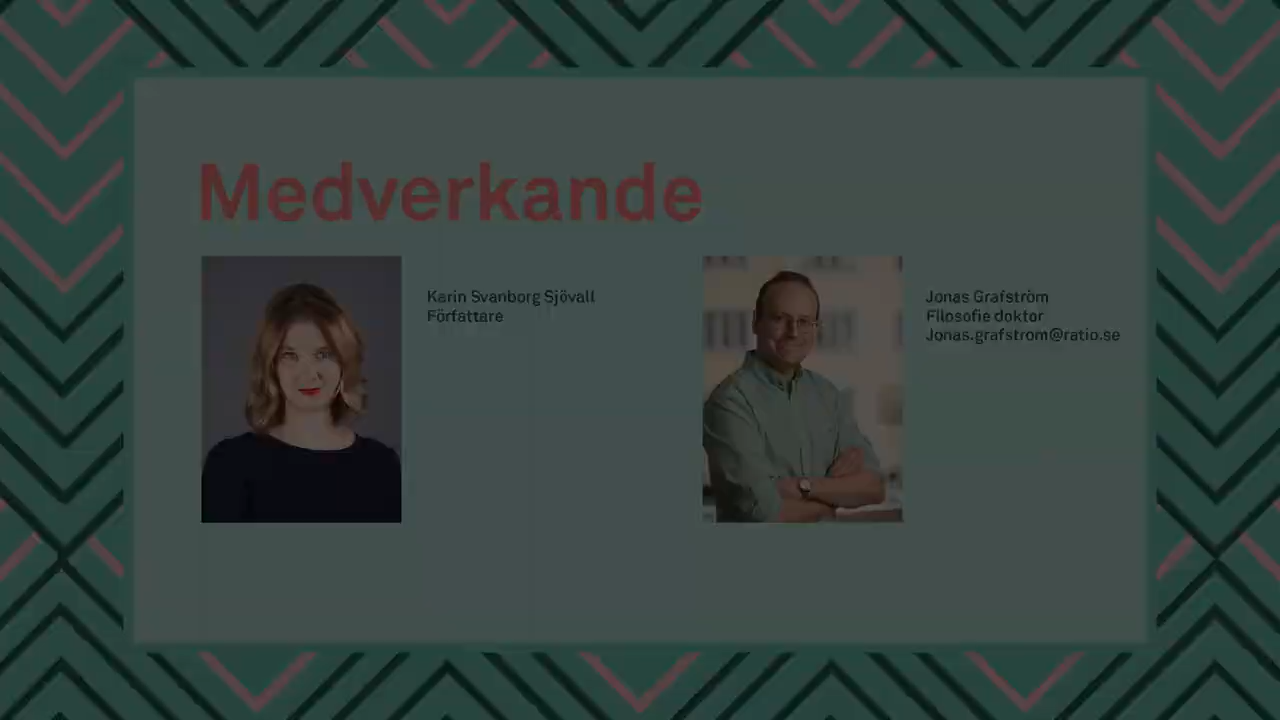 Medverkande
Karin Svanborg Sjövall
Författare
Jonas Grafström
Filosofie doktor
Jonas.grafstrom@ratio.se